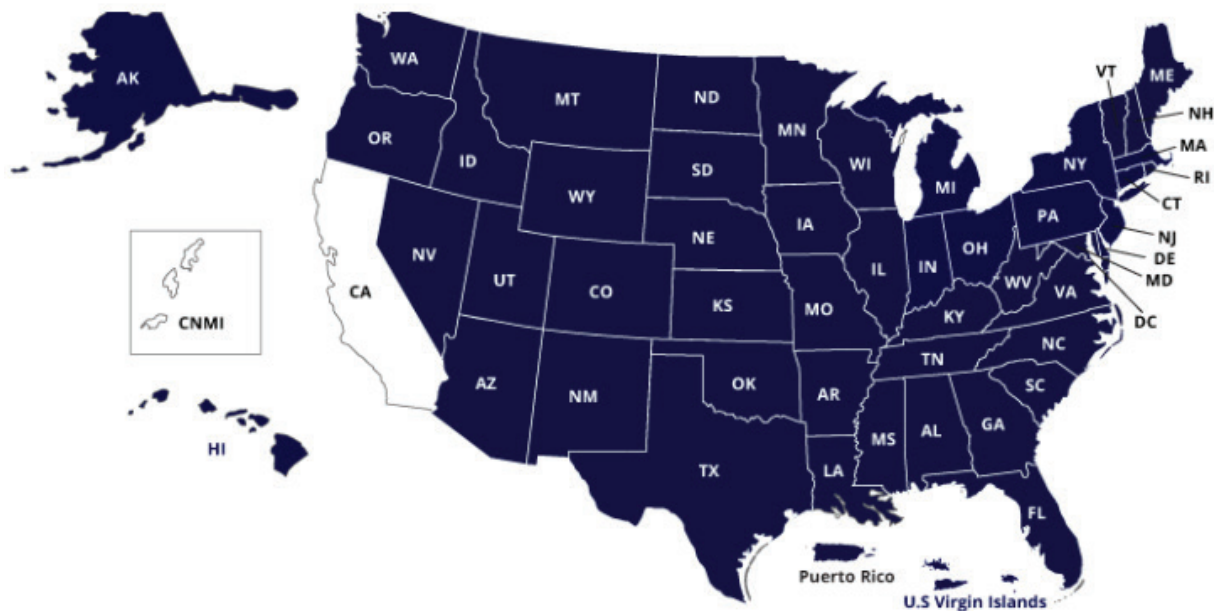 AK
WA
MT
ND
MN
VT
ME
NH
OR
ID
SD
WI
MI
NY
MA
RI
WY
IA
PA
CT
NE
NJ
NV
UT
CO
IL
IN
OH
DE
MD
CA
KS
MO
WV
VA
DC
CNMI
KY
AZ
NM
OK
AR
TN
NC
SC
HI
TX
LA
MS
AL
GA
FL
Puerto Rico
U.S Virgin Islands